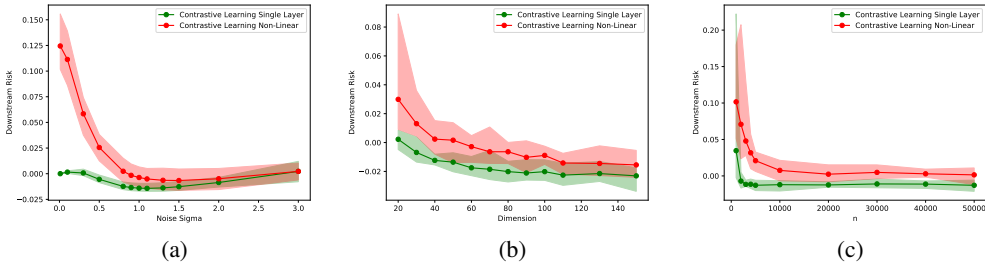 Contrastive Learning Single Layer
Contrastive Learning Non-Linear
Downstream Risk
0.150
0.125
0.100
0.075
0.050
0.025
0.000
−0.025
0.0 0.5 1.0 1.5 2.0 2.5 3.0
Noise Sigma
(a)
Contrastive Learning Single Layer
Contrastive Learning Non-Linear
Downstream Risk
0.08
0.06
0.04
0.02
0.00
−0.02
20 40 60 80 100 120 140
Dimension
(b)
Contrastive Learning Single Layer
Contrastive Learning Non-Linear
Downstream Risk
0.20
0.15
0.10
0.05
0.00
0 10000 20000 30000 40000 50000
n
(c)